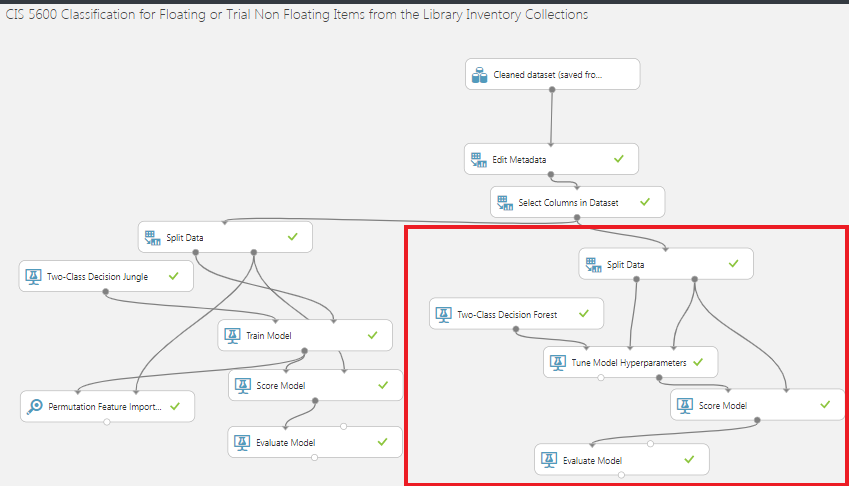 CIS 5600 Classification for Floating or Trial Non Floating Items from the Library Inventory Collections
Cleaned dataset (saved fro...
Edit Metadata
Select Columns in Dataset
Split Data
Two-Class Decision Jungle
Train Model
Score Model
Permutation Feature Import...
Evaluate Model
Split Data
Two-Class Decision Forest
Tune Model Hyperparameters
Score Model
Evaluate Model